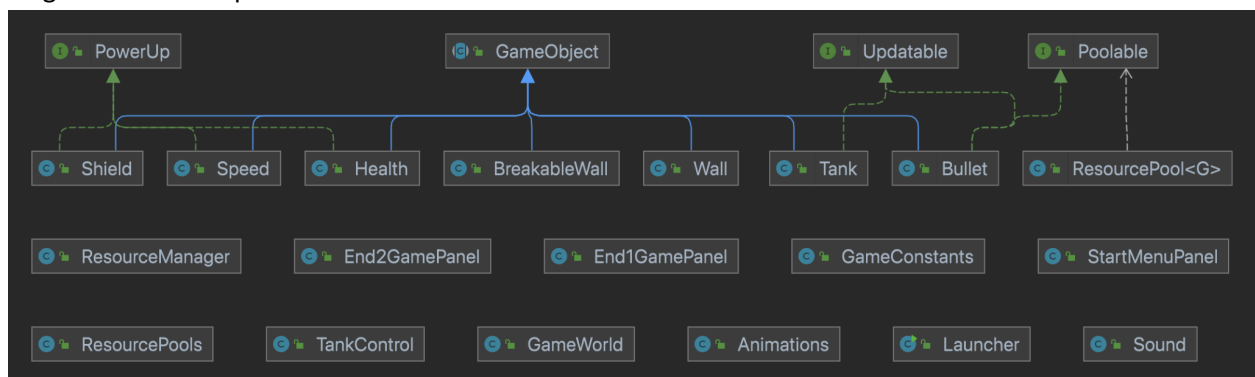 PowerUp GameObject Updatable Poolable
Shield Speed Health BreakableWall Wall Tank Bullet ResourcePool<G>
ResourceManager End2GamePanel End1GamePanel GameConstants StartMenuPanel
ResourcePools TankControl GameWorld Animations Launcher Sound